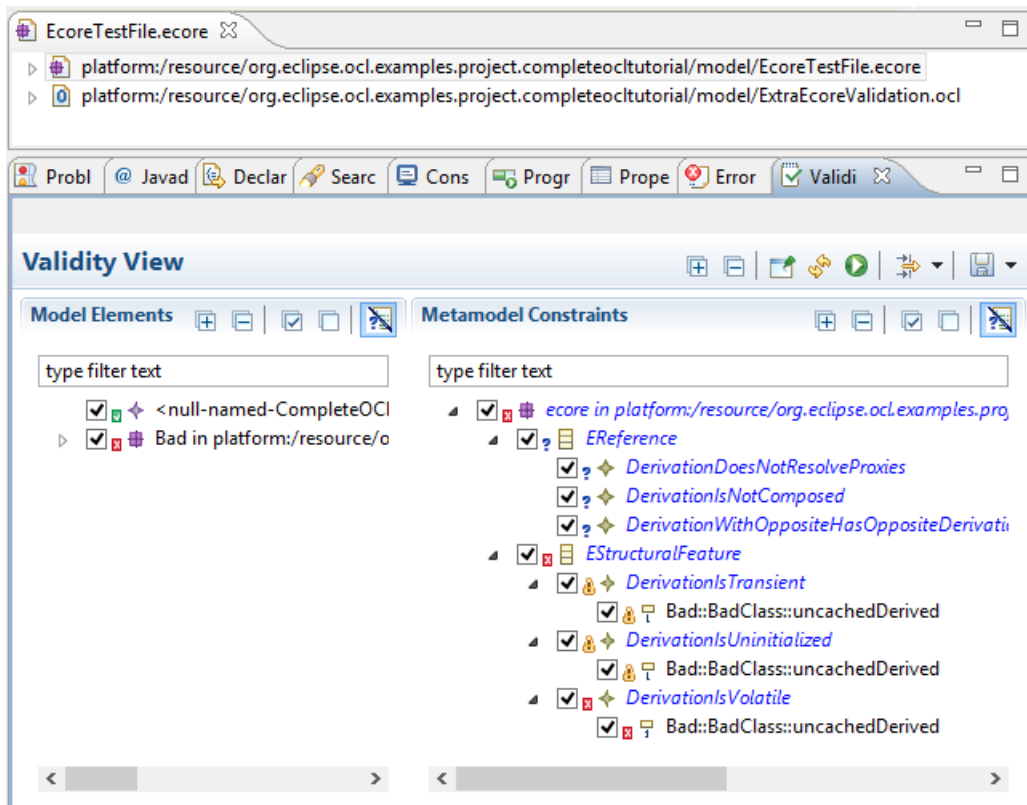 EcoreTestFile.ecore
platform:/resource/org.eclipse.ocl.examples.project.completeocltutorial/model/EcoreTestFile.ecore
platform:/resource/org.eclipse.ocl.examples.project.completeocltutorial/model/ExtraEcoreValidation.ocl
Probl @ Javad Declar Searc Cons Progr Prope Error Validi
Validity View
Model Elements
type filter text
<null-named-CompleteOCl
Bad in platform:/resource/o
Metamodel Constraints
type filter text
ecore in platform:/resource/org.eclipse.ocl.examples.proj
EReference
DerivationDoesNotResolveProxies
DerivationIsNotComposed
DerivationWithOppositeHasOppositeDerivatio
EStructuralFeature
DerivationIsTransient
Bad::BadClass::uncachedDerived
DerivationIsUninitialized
Bad::BadClass::uncachedDerived
DerivationIsVolatile
Bad::BadClass::uncachedDerived